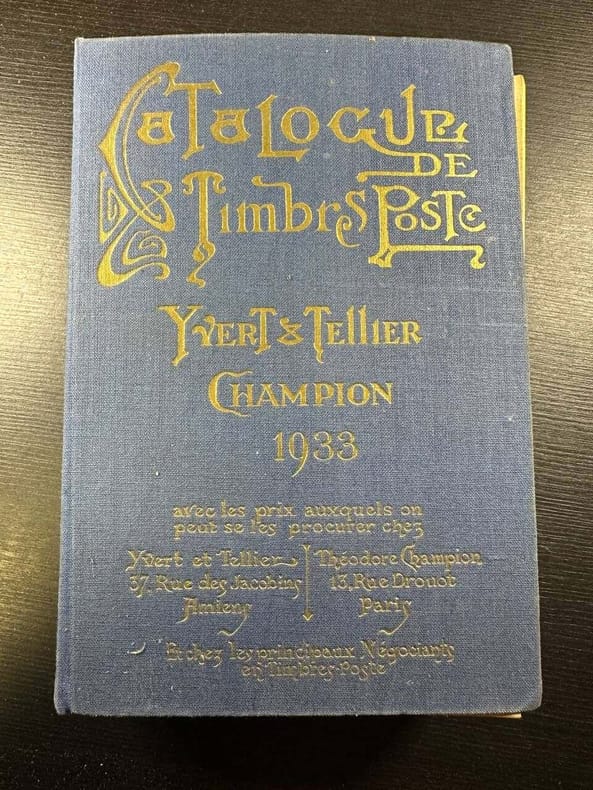 Catalogue
de
Timbrs Poste
Yvert & Tellier
Champion
1933
avec les prix auxquels on
peut se les procurer chez
Yvert et Tellier
37, Rue des Jacobins
Amiens
Théodore Champion
13, Rue Drouot
Paris
Et chez les principaux Négociants
en Timbres-Poste